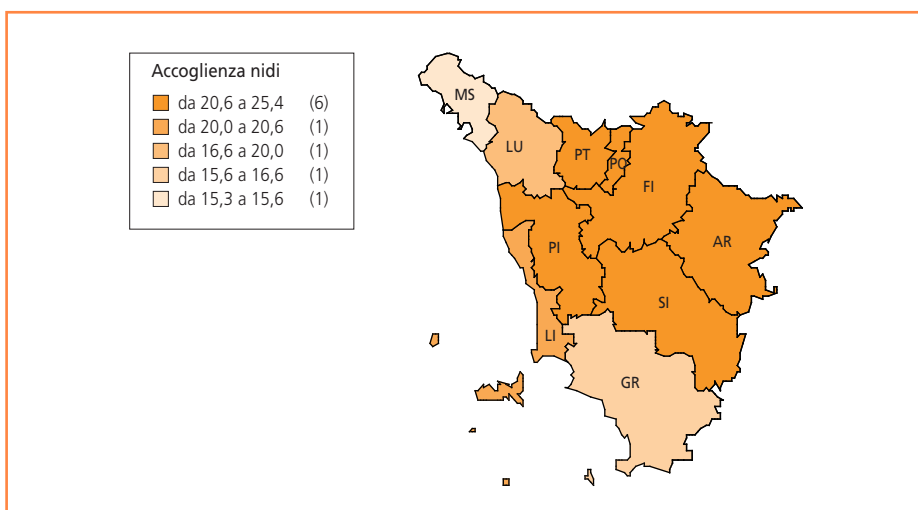 Accoglienza nidi
da 20,6 a 25,4 (6)
da 20,0 a 20,6 (1)
da 16,6 a 20,0 (1)
da 15,6 a 16,6 (1)
da 15,3 a 15,6 (1)
MS
LU
PT
PO
FI
AR
PI
SI
LI
GR